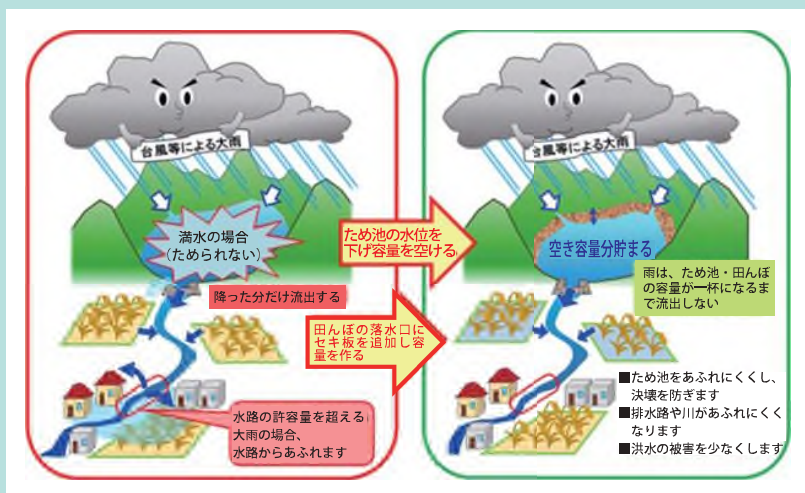 台風等による大雨
満水の場合
（ためられない）
降った分だけ流出する
水路の許容量を超える
大雨の場合、
水路からあふれます
ため池の水位を
下げ容量を空ける
田んぼの落水口に
セキ板を追加し容
量を作る
台風等による大雨
空き容量分貯まる
雨は、ため池・田んぼ
の容量が一杯になるま
で流出しない
■ため池をあふれにくくし、
決壊を防ぎます
■排水路や川があふれにくく
なります
■洪水の被害を少なくします